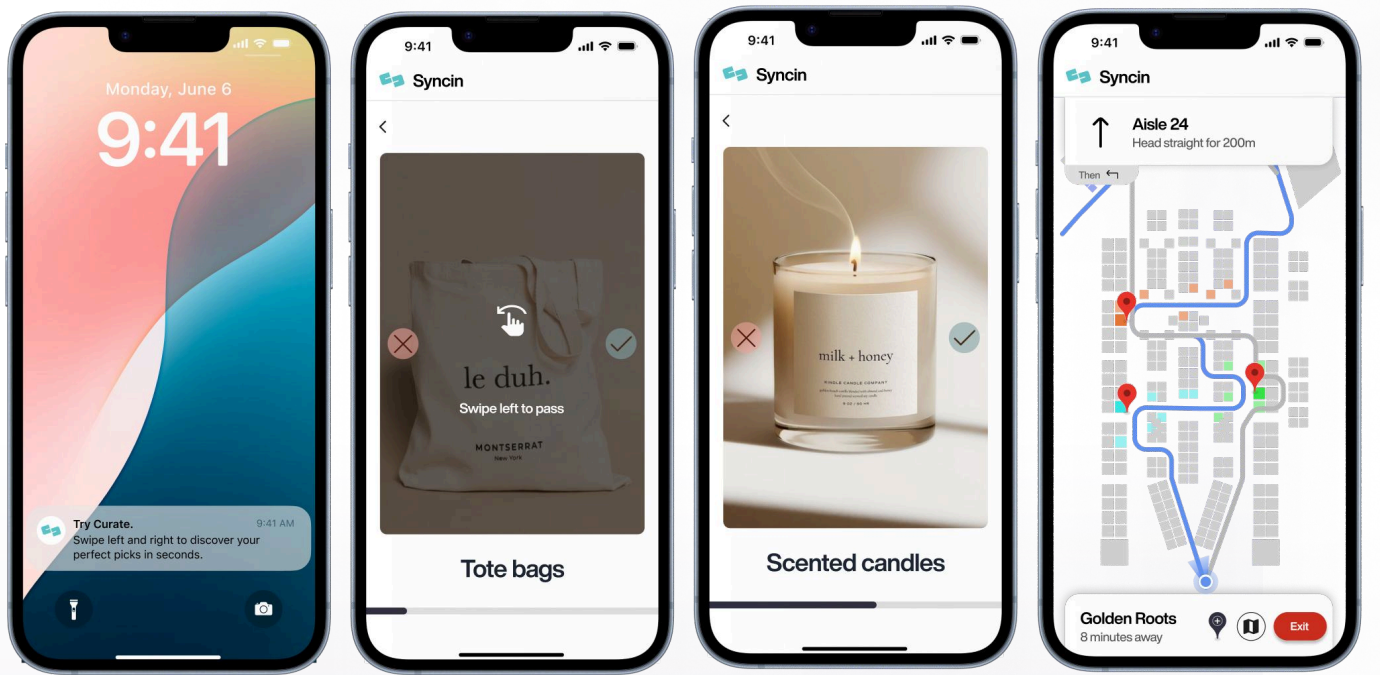 Monday, June 6
9:41
Try Curate.
9:41 AM
Swipe left and right to discover your
perfect picks in seconds.
9:41
Syncin
le duh.
Swipe left to pass
MONTSERRAT
New York
Tote bags
9:41
Syncin
milk + honey
KINDLE CANDLE COMPANY
Scented candles
9:41
Syncin
Aisle 24
Head straight for 200m
Then
Golden Roots
8 minutes away
Exit